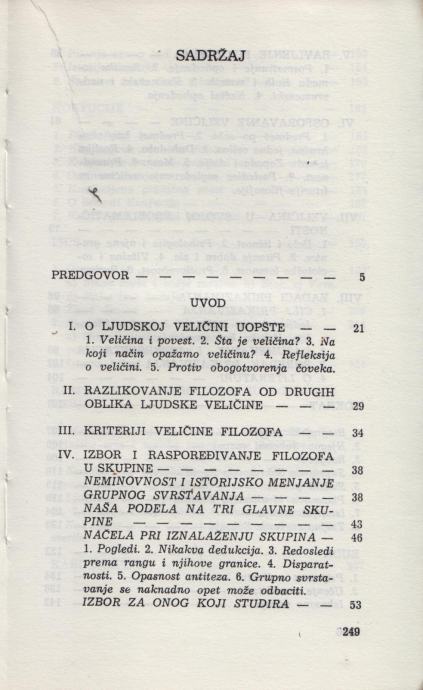 SADRŽAJ
PREDGOVOR — — — — — — — — — 5
UVOD
I. O LJUDSKOJ VELIČINI UOPŠTE — — 21
1. Veličina i povest. 2. Šta je veličina? 3. Na
koji način opažamo veličinu? 4. Refleksija
o veličini. 5. Protiv obogotvorenja čoveka.
II. RAZLIKOVANJE FILOZOFA OD DRUGIH
OBLIKA LJUDSKE VELIČINE — — — 29
III. KRITERIJI VELIČINE FILOZOFA — — 34
IV. IZBOR I RASPOREĐIVANJE FILOZOFA
U SKUPINE — — — — — — — — 38
NEMINOVNOST I ISTORIJSKO MENJANJE
GRUPNOG SVRSTAVANJA — — — — 38
NAŠA PODELA NA TRI GLAVNE SKU-
PINE — — — — — — — — — 43
NAČELA PRI IZNALAŽENJU SKUPINA — 46
1. Pogledi. 2. Nikakva dedukcija. 3. Redosledi
prema rangu i njihove granice. 4. Disparat-
nosti. 5. Opasnost antiteza. 6. Grupno svrsta-
vanje se naknadno opet može odbaciti.
IZBOR ZA ONOG KOJI STUDIRA — — 53
249